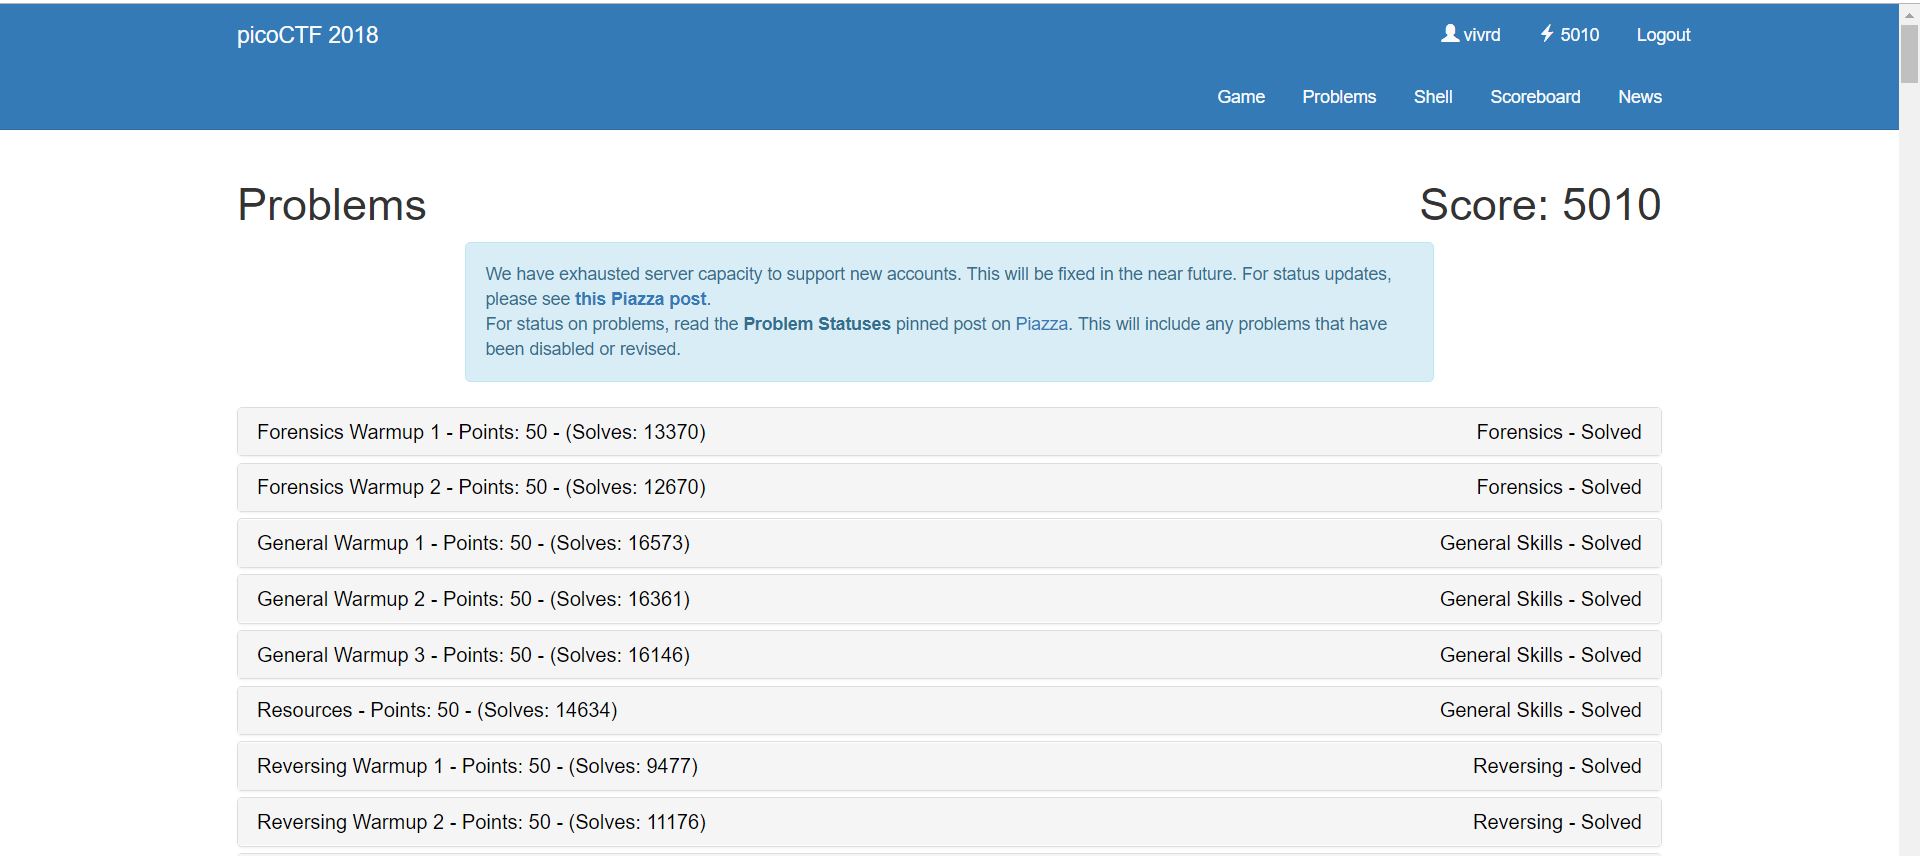 picoCTF 2018
vivrd 5010 Logout
Game Problems Shell Scoreboard News
Problems Score: 5010
We have exhausted server capacity to support new accounts. This will be fixed in the near future. For status updates,
please see this Piazza post.
For status on problems, read the Problem Statuses pinned post on Piazza. This will include any problems that have
been disabled or revised.
Forensics Warmup 1 - Points: 50 - (Solves: 13370) Forensics - Solved
Forensics Warmup 2 - Points: 50 - (Solves: 12670) Forensics - Solved
General Warmup 1 - Points: 50 - (Solves: 16573) General Skills - Solved
General Warmup 2 - Points: 50 - (Solves: 16361) General Skills - Solved
General Warmup 3 - Points: 50 - (Solves: 16146) General Skills - Solved
Resources - Points: 50 - (Solves: 14634) General Skills - Solved
Reversing Warmup 1 - Points: 50 - (Solves: 9477) Reversing - Solved
Reversing Warmup 2 - Points: 50 - (Solves: 11176) Reversing - Solved